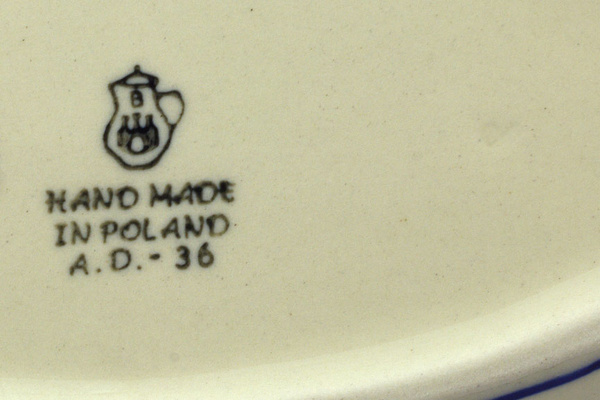 B
HAND MADE
IN POLAND
A.D.- 36